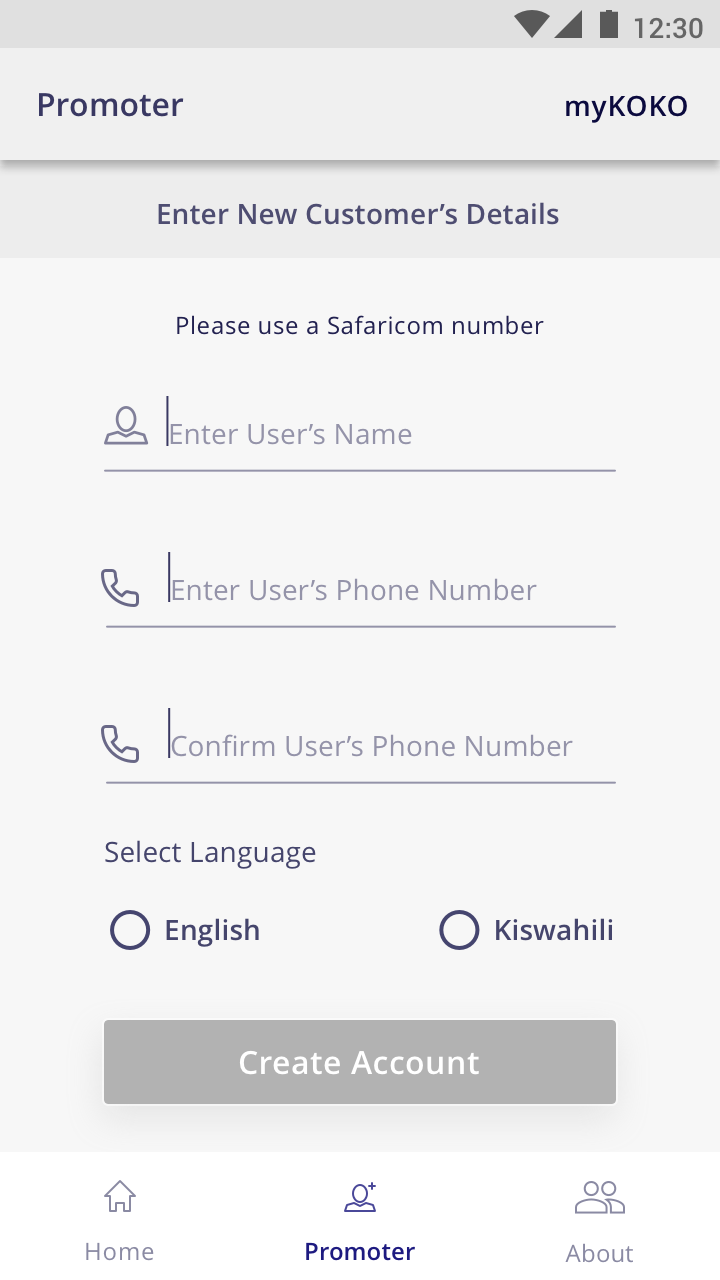 12:30
Promoter
myKOKO
Enter New Customer’s Details
Please use a Safaricom number
Enter User’s Name
Enter User’s Phone Number
Confirm User’s Phone Number
Select Language
English
Kiswahili
Create Account
Home
Promoter
About